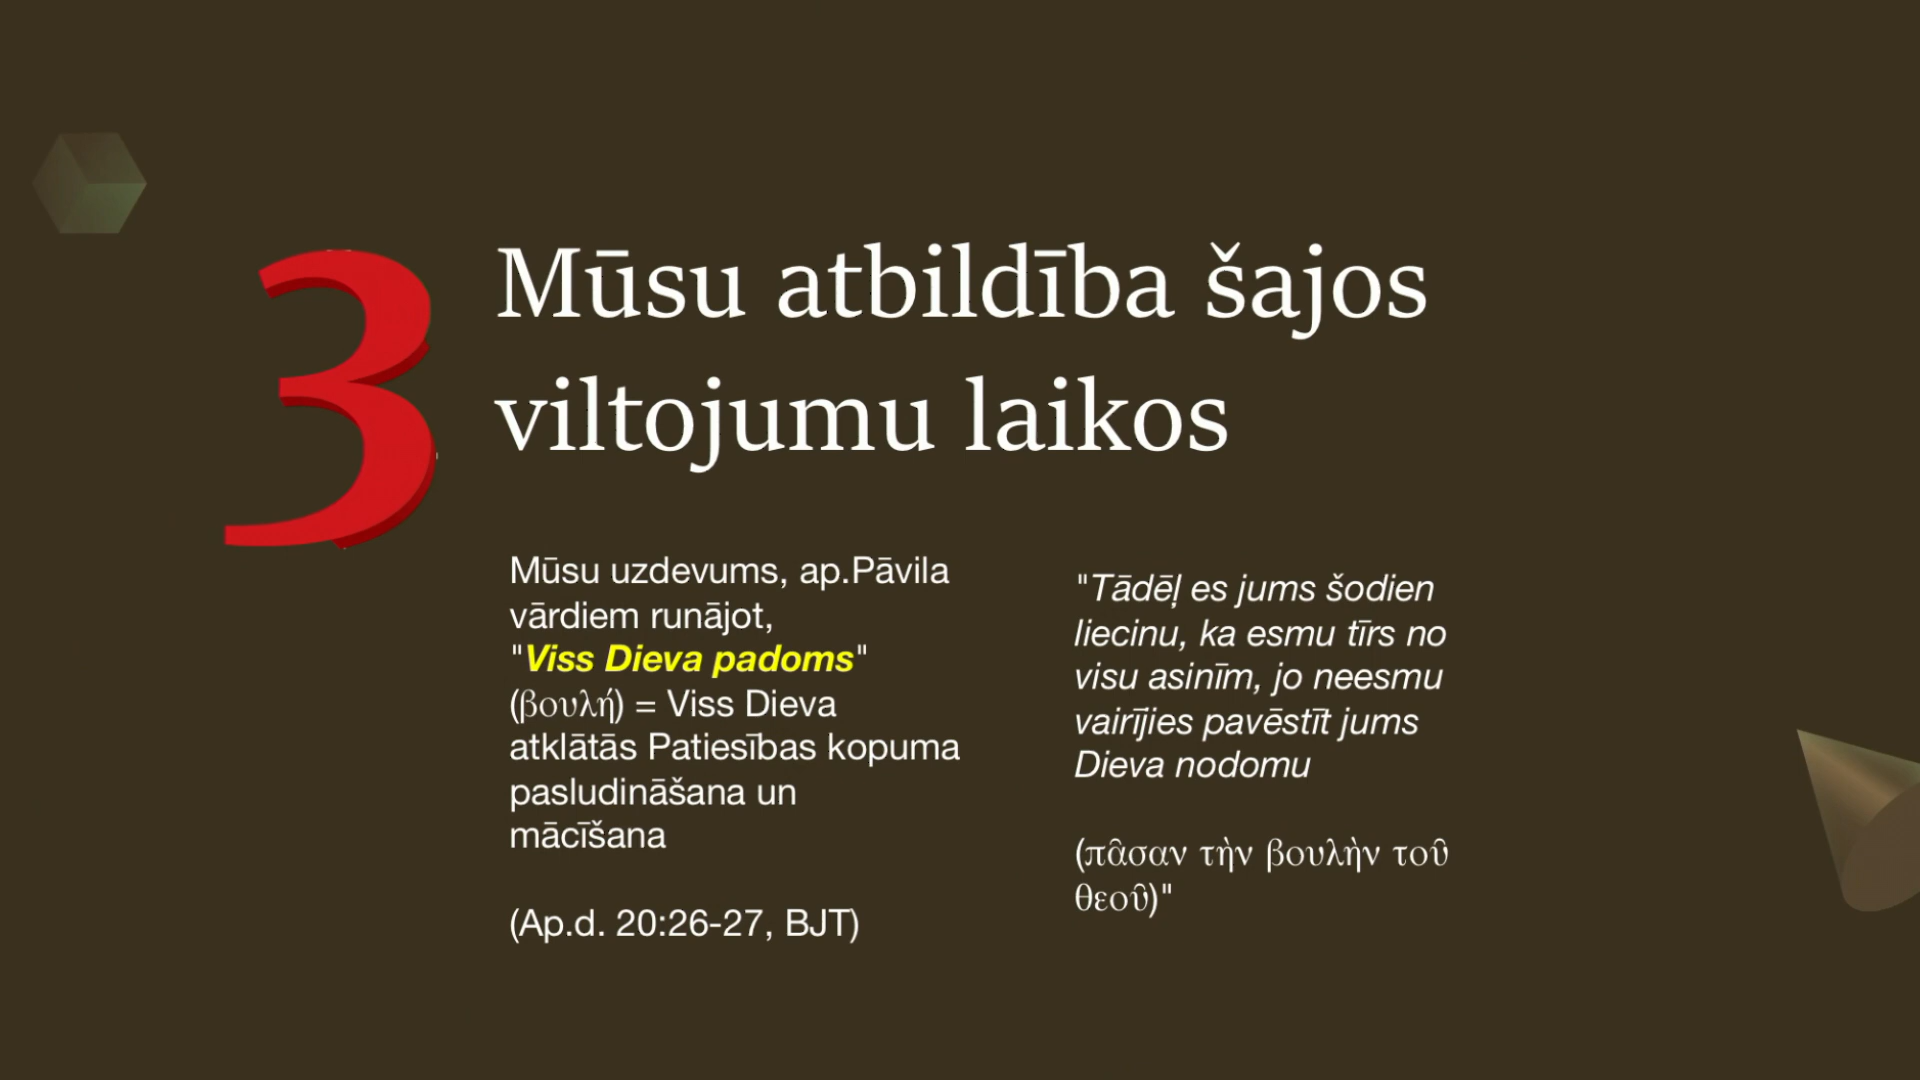 3
Mūsu atbildība šajos
viltojumu laikos
Mūsu uzdevums, ap.Pāvila
vārdiem runājot,
"Viss Dieva padoms"
(βουλή) = Viss Dieva
atklātās Patiesības kopuma
pasludināšana un
mācīšana
(Ap.d. 20:26-27, BJT)
"Tādēļ es jums šodien
liecinu, ka esmu tīrs no
visu asinīm, jo neesmu
vairījies pavēstīt jums
Dieva nodomu
(πᾶσαν τὴν βουλὴν τοῦ
θεοῦ)"